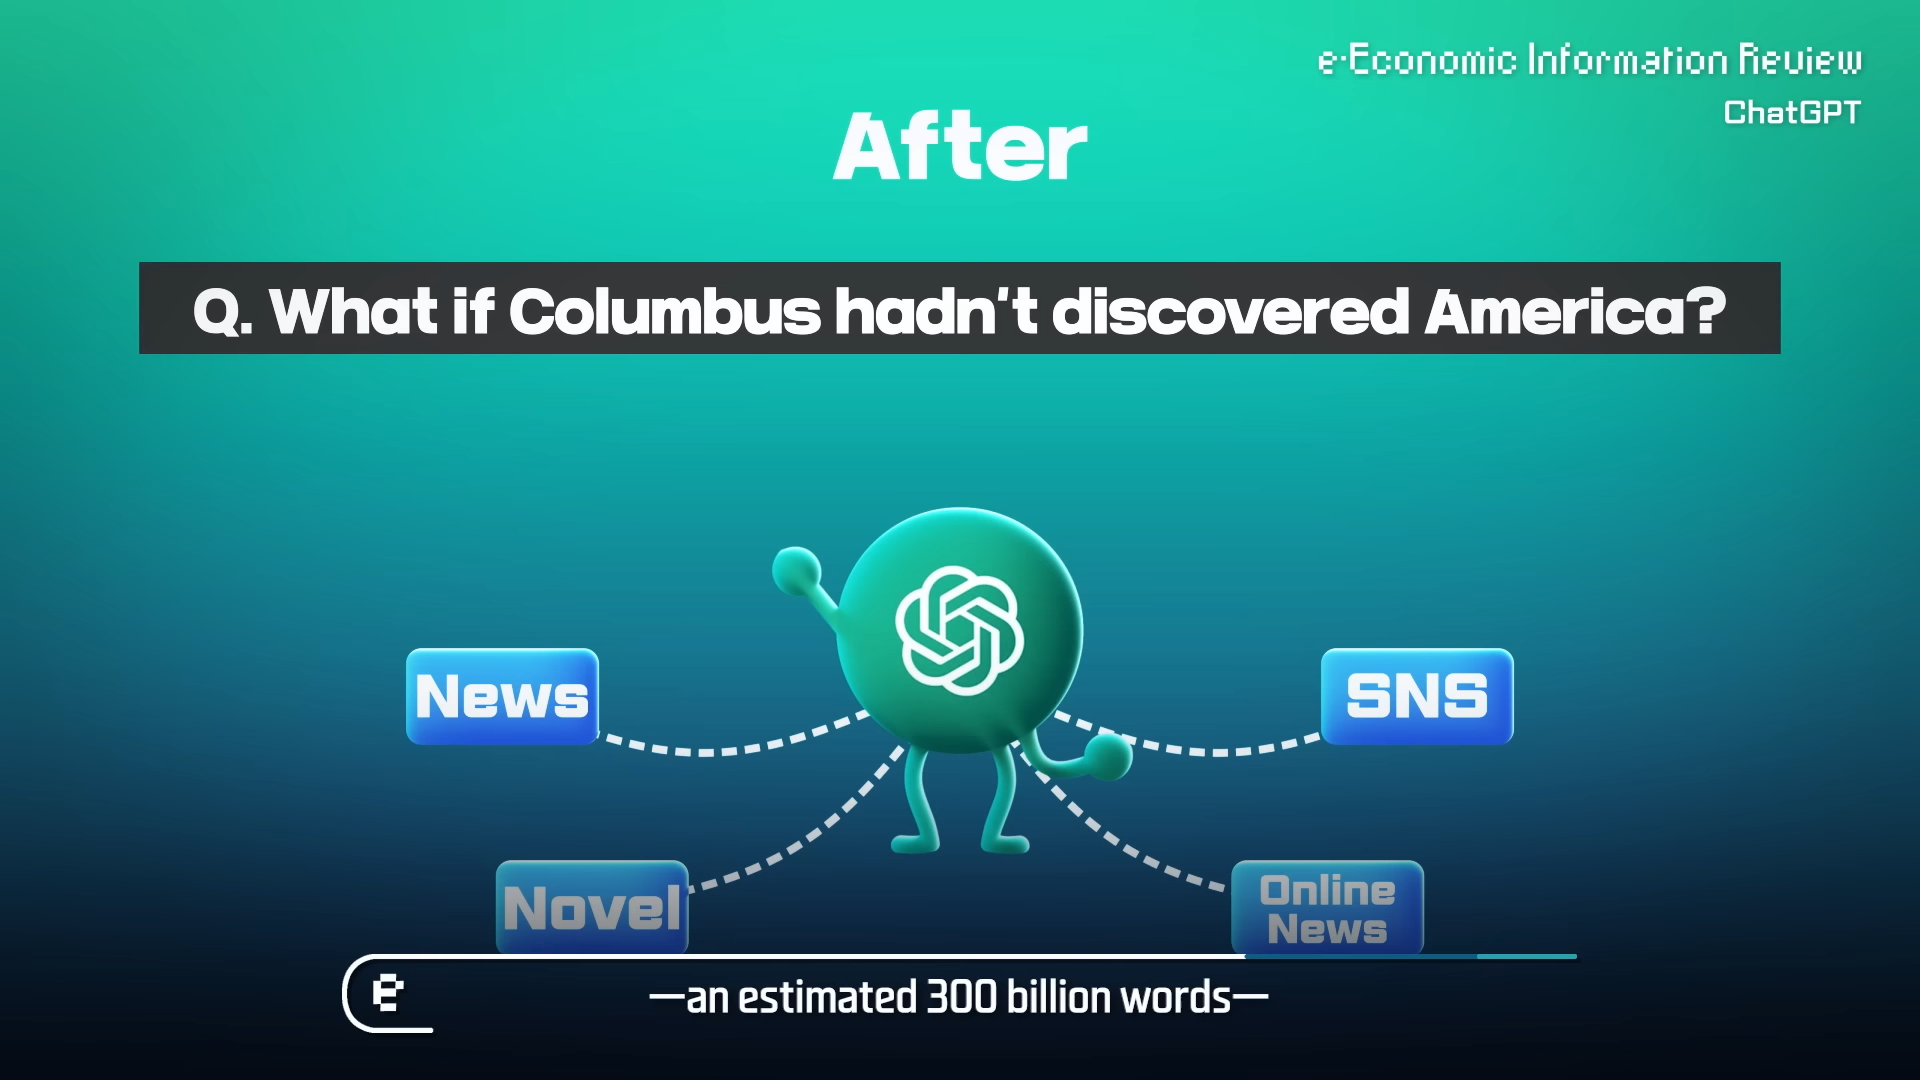 e·Economic Information Review
ChatGPT
After
Q. What if Columbus hadn't discovered America?
News
SNS
Novel
Online
News
e
—an estimated 300 billion words—